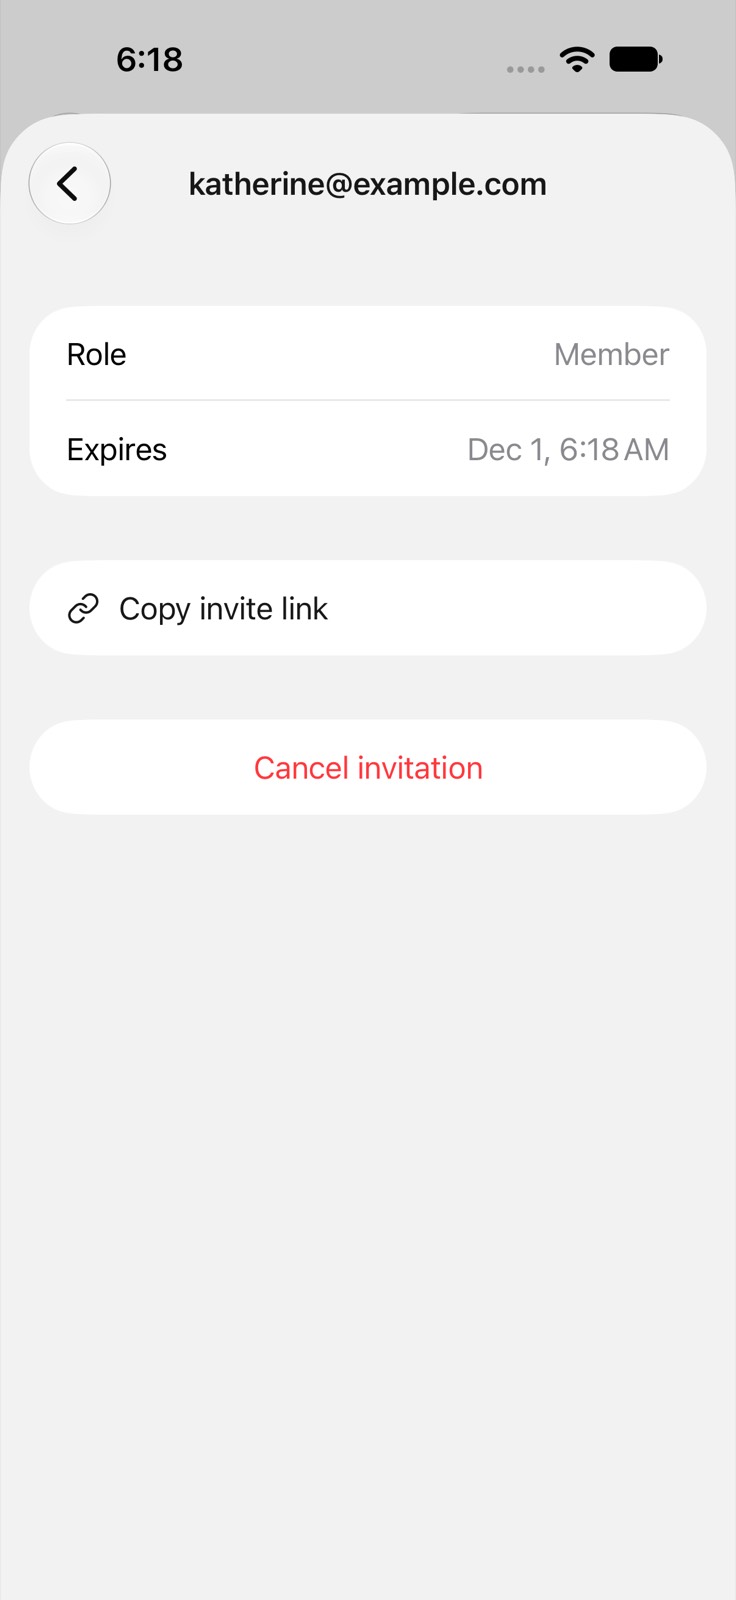 6:18
katherine@example.com
Role Member
Expires Dec 1, 6:18 AM
Copy invite link
Cancel invitation